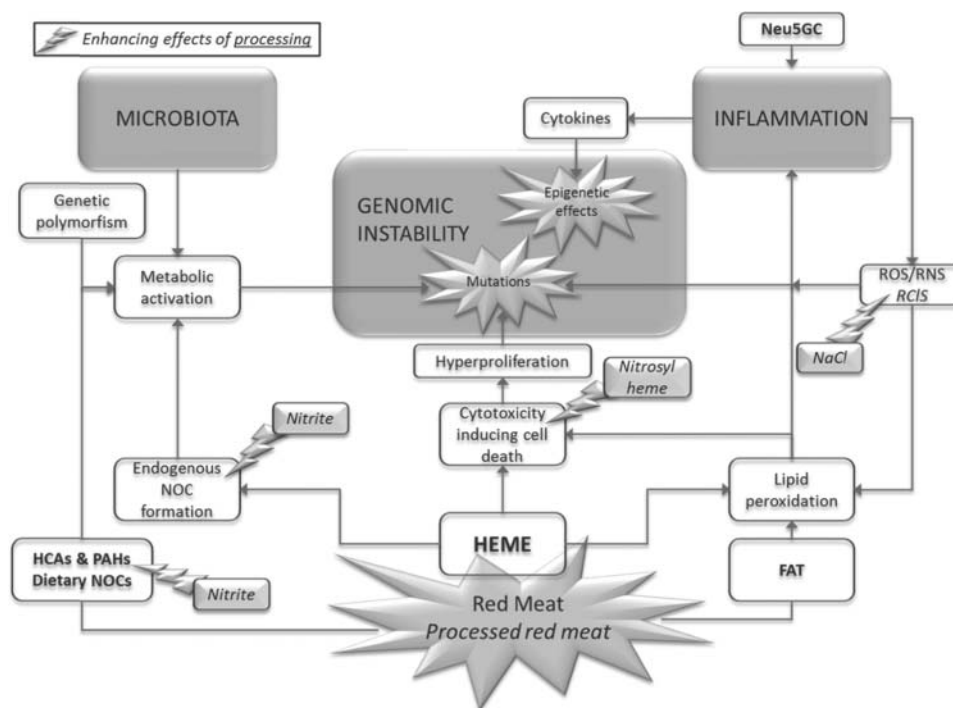 Enhancing effects of processing
Neu5GC
MICROBIOTA
INFLAMMATION
Cytokines
Epigenetic
effects
GENOMIC
INSTABILITY
Genetic
polymorfism
Metabolic
activation
Mutations
ROS/RNS
RClS
NaCl
Hyperproliferation
Nitrosyl
heme
Cytotoxicity
inducing cell
death
Nitrite
Endogenous
NOC
formation
Lipid
peroxidation
HEME
HCAs & PAHs
Dietary NOCs
Nitrite
FAT
Red Meat
Processed red meat